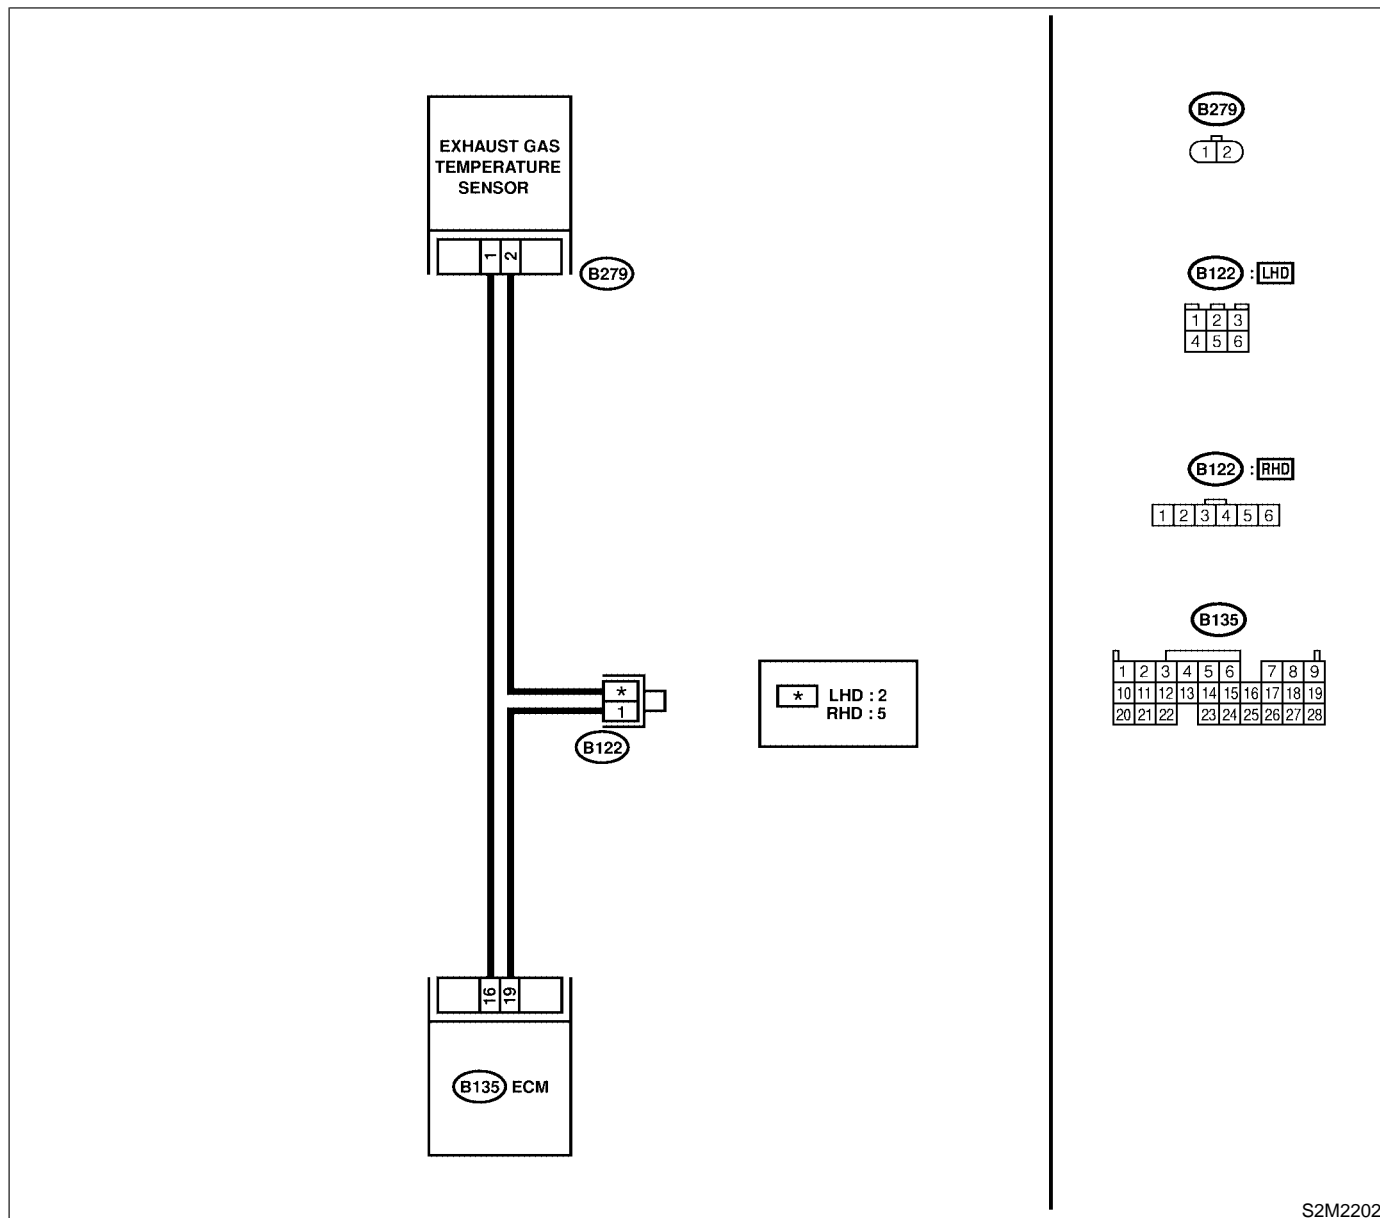 EXHAUST GAS
TEMPERATURE
SENSOR
1 2
B279
*
1
B122
* LHD : 2
RHD : 5
16 19
B135 ECM
B279
1 2
B122 : LHD
1 2 3
4 5 6
B122 : RHD
1 2 3 4 5 6
B135
1 2 3 4 5 6 7 8 9
10 11 12 13 14 15 16 17 18 19
20 21 22 23 24 25 26 27 28
S2M2202